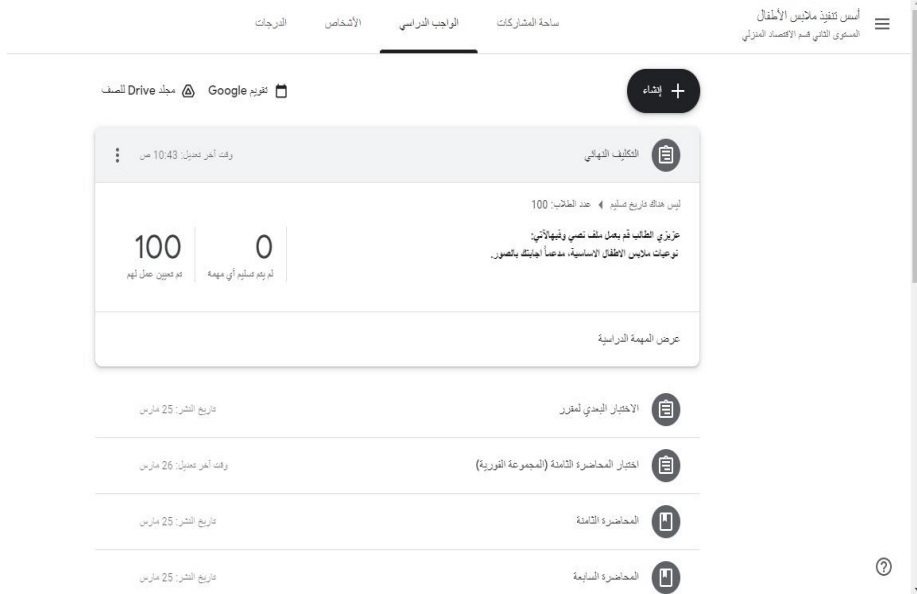 أسس تنفيذ ملابس الأطفال
المستوى الثاني قسم الاقتصاد المنزلي
ساحة المشاركات
الواجب الدراسي
الأشخاص
الدرجات
إنشاء
تقويم Google
مجلد Drive للصف
التكليف النهائي
وقت آخر تعديل: 10:43 ص
ليس هناك تاريخ تسليم
عدد الطلاب: 100
عزيزي الطالب قم بعمل ملف نصي وفيهالآتي:
نوعيات ملابس الاطفال الاساسية، مدعماً اجابتك بالصور.
0
لم يتم تسليم أي مهمة
100
تم تعيين عمل لهم
عرض المهمة الدراسية
الاختبار البعدي لمقرر
تاريخ النشر: 25 مارس
اختبار المحاضرة الثامنة (المجموعة الفورية)
وقت آخر تعديل: 26 مارس
المحاضرة الثامنة
تاريخ النشر: 25 مارس
المحاضرة السابعة
تاريخ النشر: 25 مارس